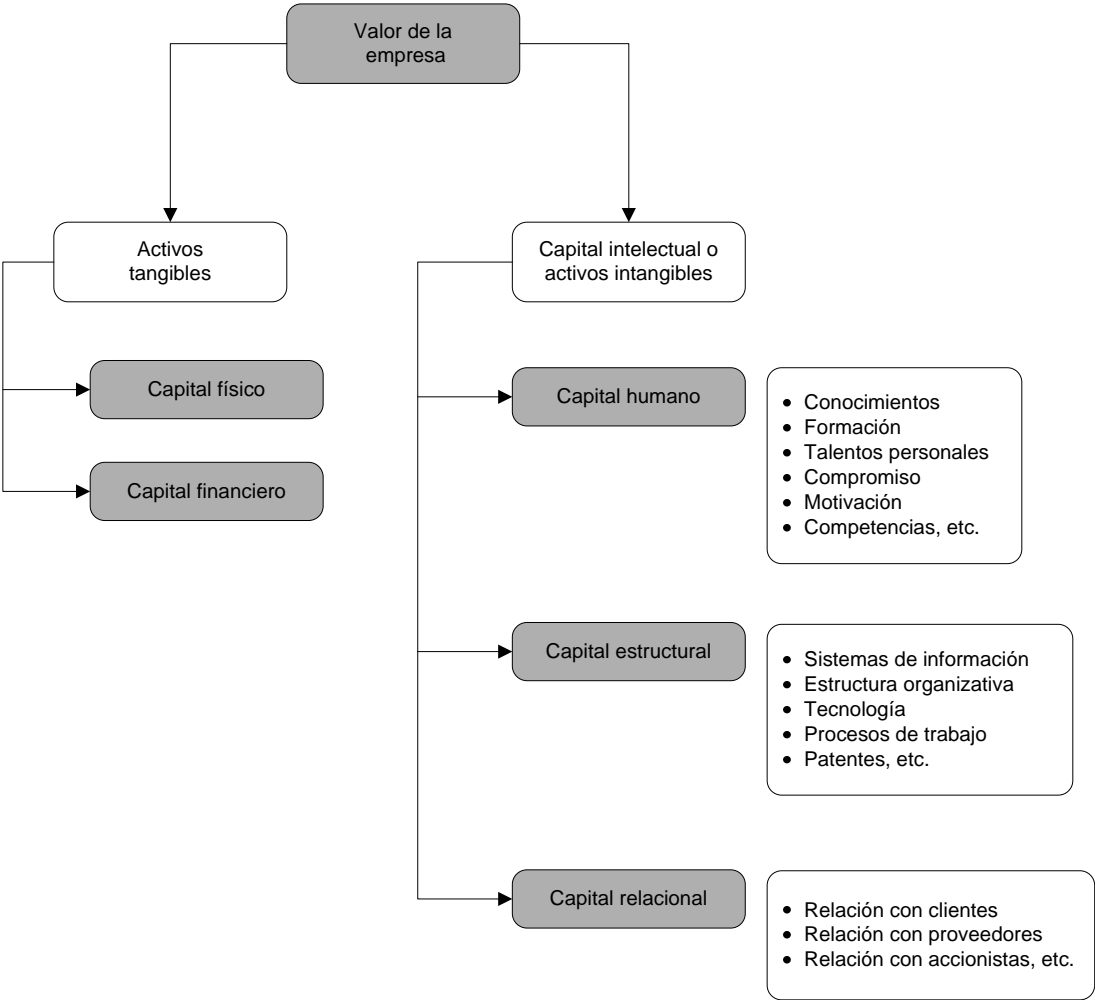 Valor de la
empresa
Activos
tangibles
Capital intelectual o
activos intangibles
Capital físico
Capital financiero
Capital humano
• Conocimientos
• Formación
• Talentos personales
• Compromiso
• Motivación
• Competencias, etc.
Capital estructural
• Sistemas de información
• Estructura organizativa
• Tecnología
• Procesos de trabajo
• Patentes, etc.
Capital relacional
• Relación con clientes
• Relación con proveedores
• Relación con accionistas, etc.